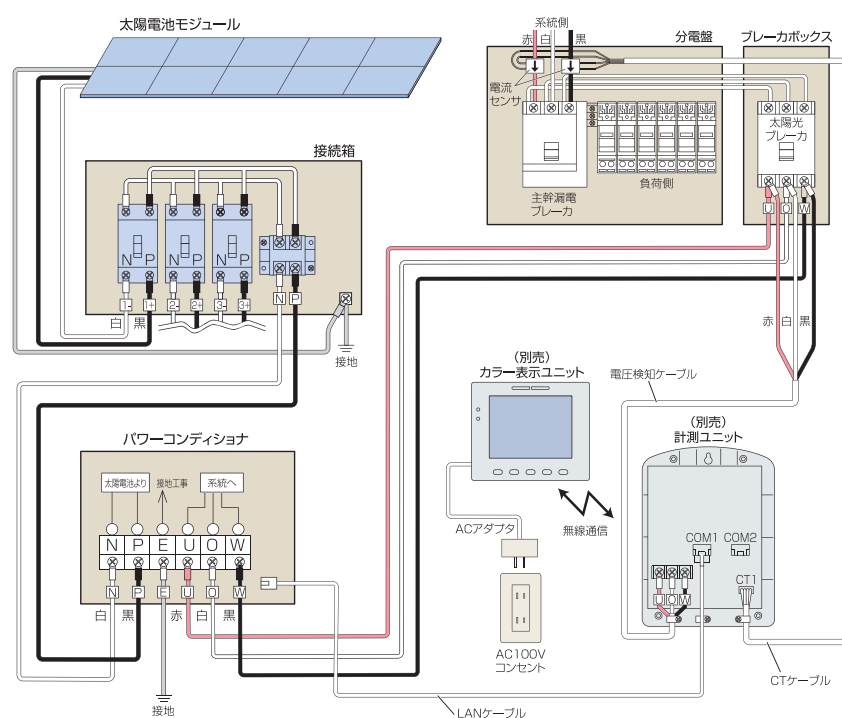 太陽電池モジュール
系統側
赤 白 黒
分電盤
ブレーカボックス
電流
センサ
太陽光
ブレーカ
主幹漏電
ブレーカ
負荷側
U O W
接続箱
N P N P N P
1- 1+ 2- 2+ 3- 3+ N P
白 黒
接地
赤 白 黒
(別売)
カラー表示ユニット
電圧検知ケーブル
(別売)
計測ユニット
パワーコンディショナ
太陽電池より
接地工事
系統へ
N P E U O W
N P E U O W
白 黒 赤 白 黒
接地
ACアダプタ
無線通信
AC100V
コンセント
COM1 COM2
CT1
U O W
CTケーブル
LANケーブル